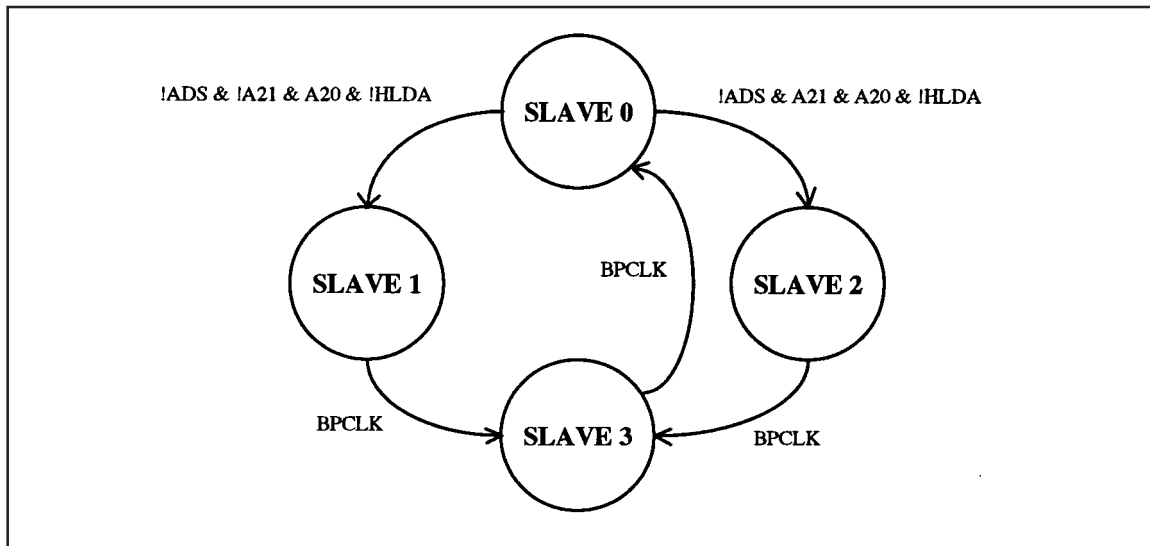 SLAVE 0
!ADS & !A21 & A20 & !HLDA
!ADS & A21 & A20 & !HLDA
SLAVE 1
BPCLK
SLAVE 2
BPCLK
SLAVE 3
BPCLK